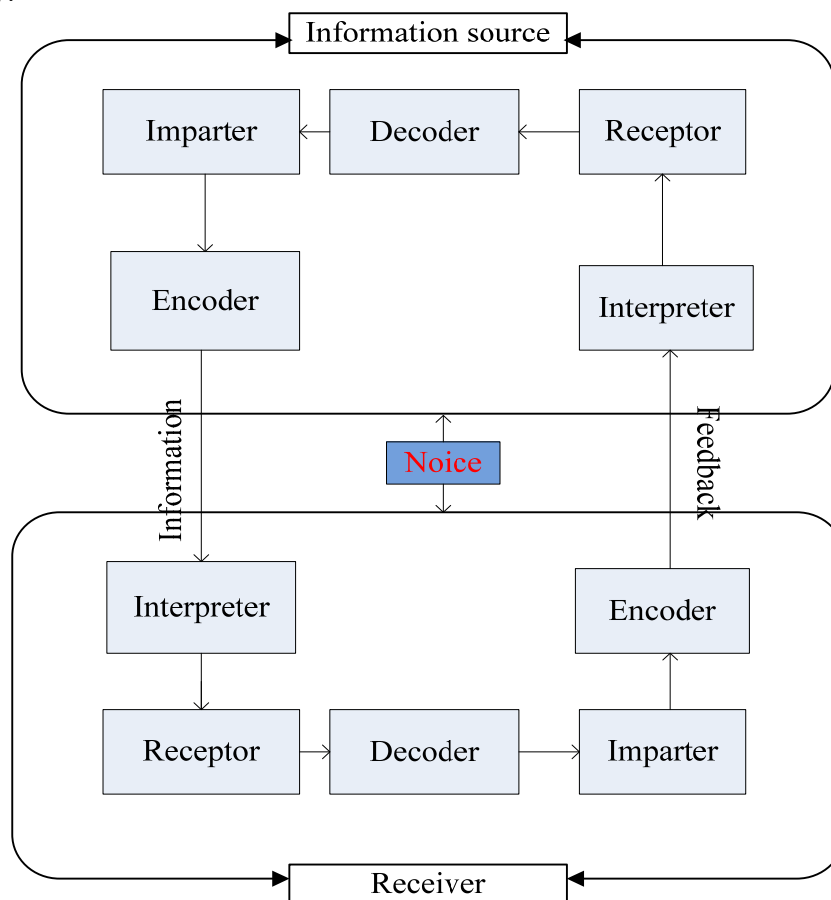 Information source
Imparter
Decoder
Receptor
Encoder
Interpreter
Information
Noice
Feedback
Interpreter
Encoder
Receptor
Decoder
Imparter
Receiver